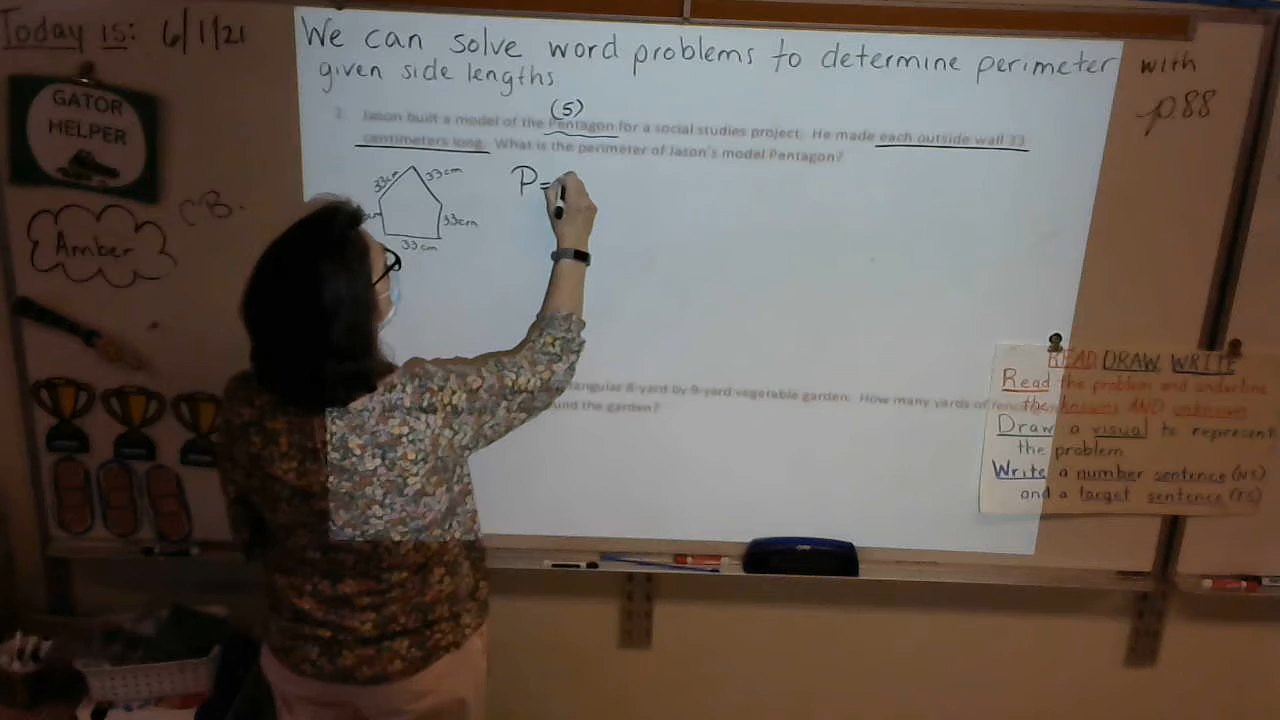 Today is: 6/1/21
We can solve word problems to determine perimeter with
given side lengths
p.88
GATOR
HELPER
(5)
2. Jason built a model of the Pentagon for a social studies project. He made each outside wall 33
centimeters long. What is the perimeter of Jason's model Pentagon?
33cm
33cm
33cm
33cm
P=
CB.
Amber
8-yard by 9-yard vegetable garden. How many yards of
the garden?
READ DRAW WRITE
Read the problem and underline
the knowns AND unknown
Draw a visual to represent
the problem
Write a number sentence (NS)
and a target sentence (TS)